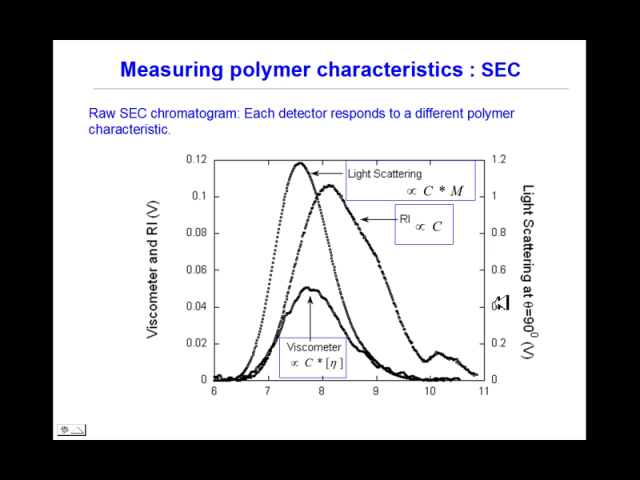 Measuring polymer characteristics : SEC
Raw SEC chromatogram: Each detector responds to a different polymer
characteristic.
0.12
0.1
0.08
0.06
0.04
0.02
0
Viscometer and RI (V)
Light Scattering
∝ C * M
RI
∝ C
Viscometer
∝ C * [η]
1.2
1
0.8
0.6
0.2
0
Light Scattering at θ=90⁰ (V)
6 7 8 9 10 11